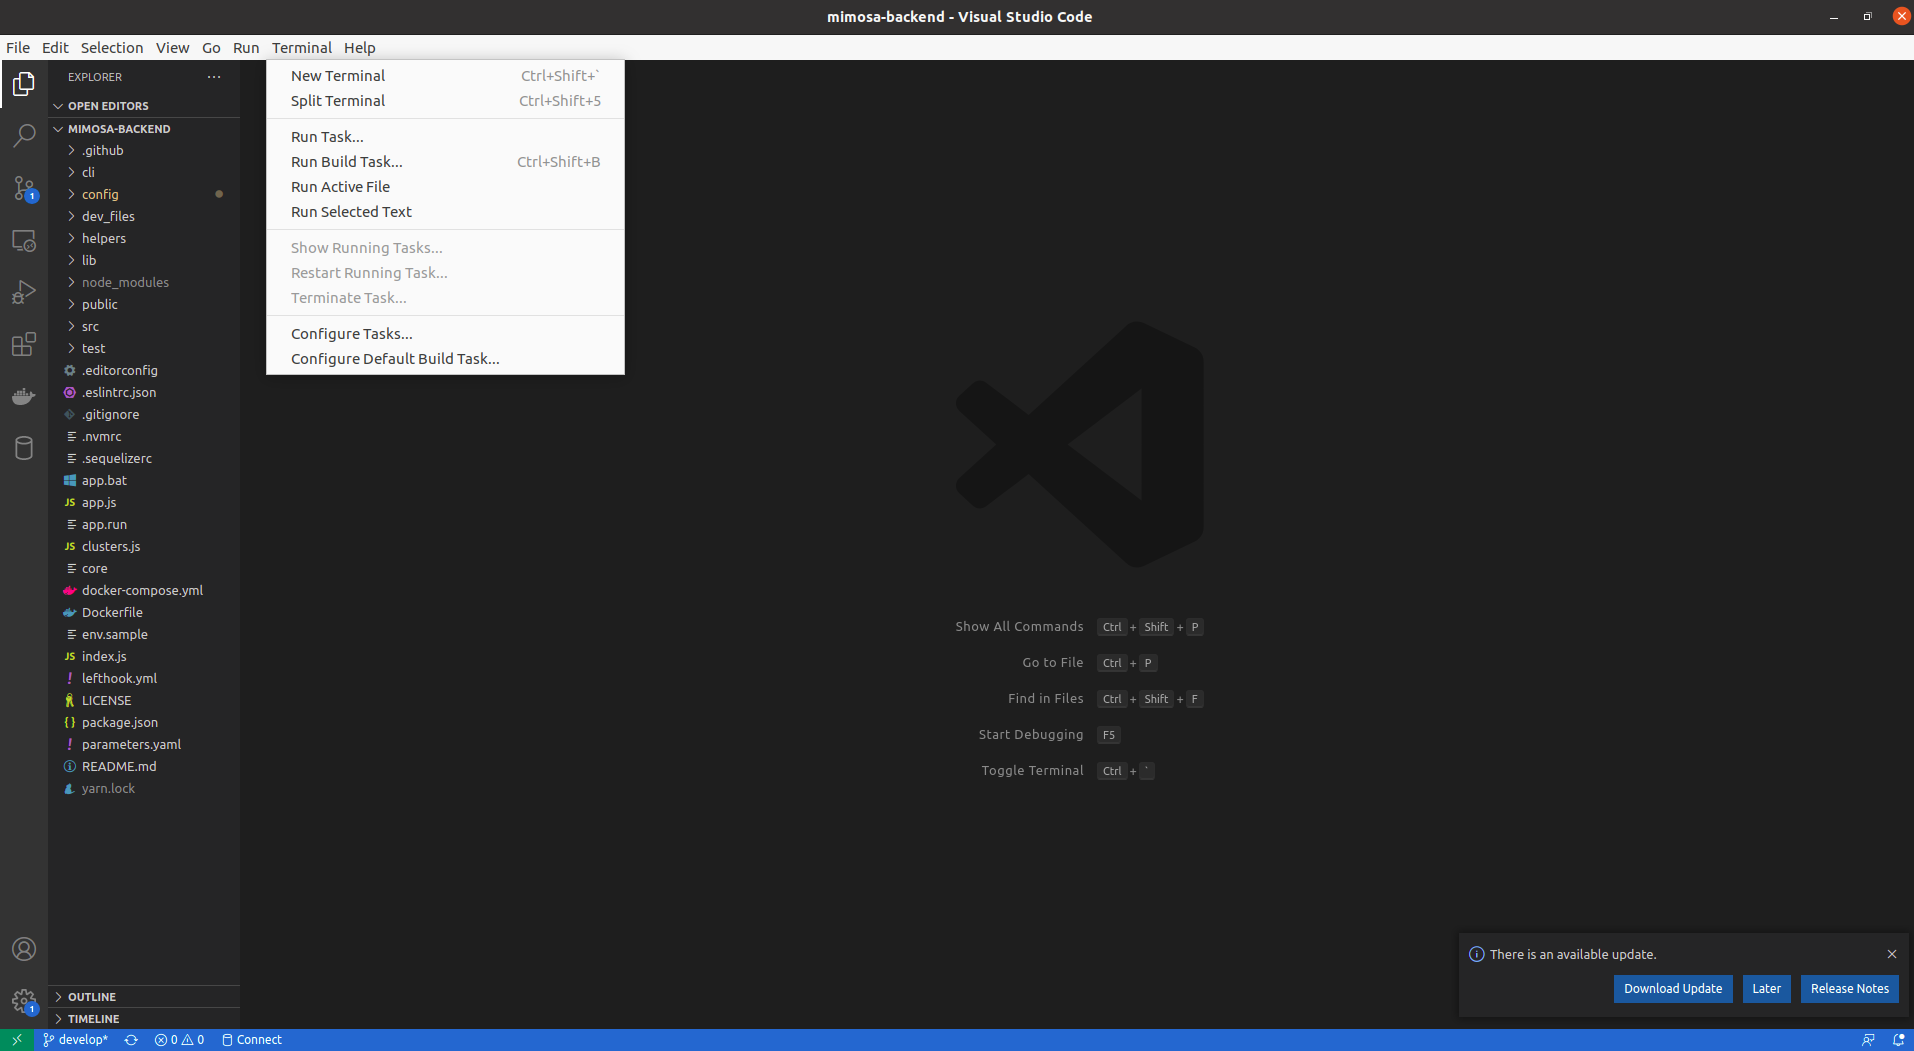 mimosa-backend - Visual Studio Code
File Edit Selection View Go Run Terminal Help
EXPLORER
OPEN EDITORS
MIMOSA-BACKEND
.github
cli
config
dev_files
helpers
lib
node_modules
public
src
test
.editorconfig
.eslintrc.json
.gitignore
.nvmrc
.sequelizerc
app.bat
JS app.js
app.run
JS clusters.js
core
docker-compose.yml
Dockerfile
env.sample
JS index.js
! lefthook.yml
LICENSE
{} package.json
! parameters.yaml
README.md
yarn.lock
OUTLINE
TIMELINE
1
1
New Terminal Ctrl+Shift+`
Split Terminal Ctrl+Shift+5
Run Task...
Run Build Task... Ctrl+Shift+B
Run Active File
Run Selected Text
Show Running Tasks...
Restart Running Task...
Terminate Task...
Configure Tasks...
Configure Default Build Task...
Show All Commands Ctrl + Shift + P
Go to File Ctrl + P
Find in Files Ctrl + Shift + F
Start Debugging F5
Toggle Terminal Ctrl + `
There is an available update.
Download Update Later Release Notes
develop* 0 0 Connect